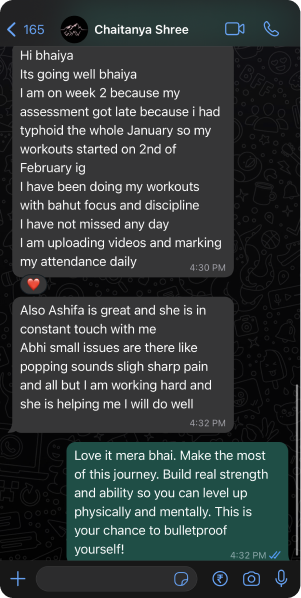 165
Chaitanya Shree
Hi bhaiya
Its going well bhaiya
I am on week 2 because my
assessment got late because i had
typhoid the whole January so my
workouts started on 2nd of
February ig
I have been doing my workouts
with bahut focus and discipline
I have not missed any day
I am uploading videos and marking
my attendance daily
4:30 PM
Also Ashifa is great and she is in
constant touch with me
Abhi small issues are there like
popping sounds sligh sharp pain
and all but I am working hard and
she is helping me I will do well
4:32 PM
Love it mera bhai. Make the most
of this journey. Build real strength
and ability so you can level up
physically and mentally. This is
your chance to bulletproof
yourself!
4:32 PM